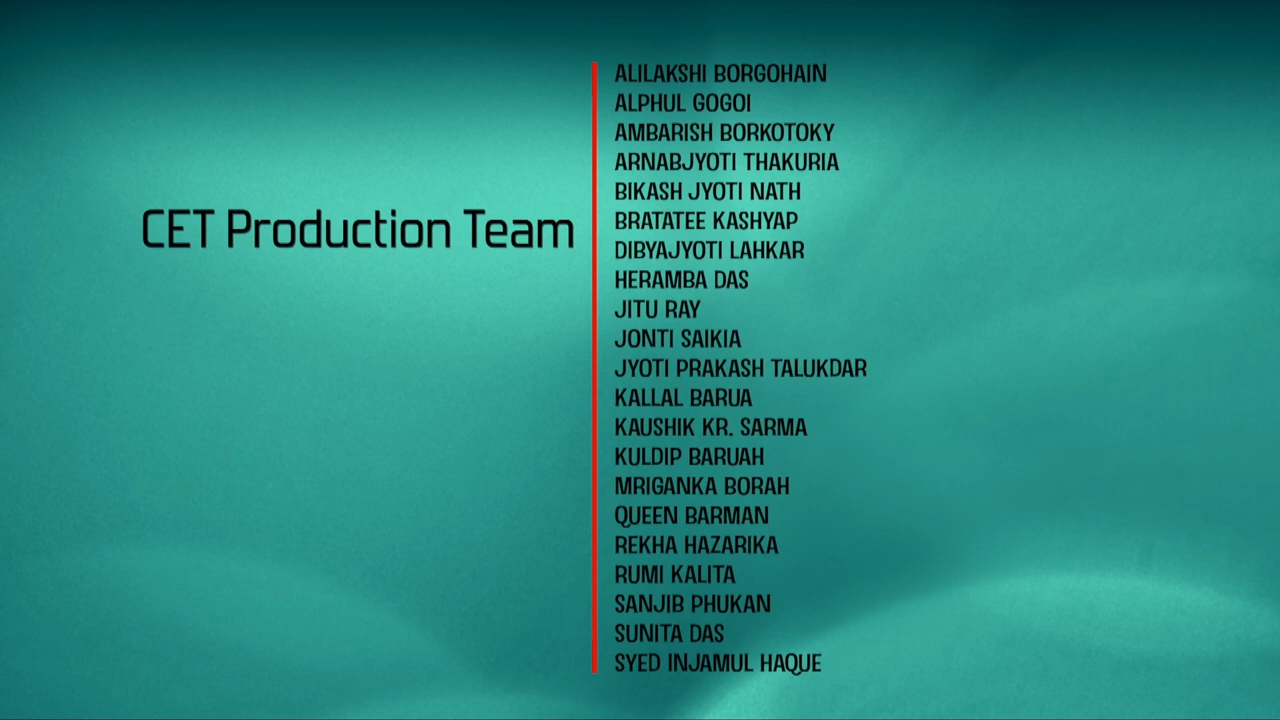 CET Production Team
ALILAKSHI BORGOHAIN
ALPHUL GOGOI
AMBARISH BORKOTOKY
ARNABJYOTI THAKURIA
BIKASH JYOTI NATH
BRATATEE KASHYAP
DIBYAJYOTI LAHKAR
HERAMBA DAS
JITU RAY
JONTI SAIKIA
JYOTI PRAKASH TALUKDAR
KALLAL BARUA
KAUSHIK KR. SARMA
KULDIP BARUAH
MRIGANKA BORAH
QUEEN BARMAN
REKHA HAZARIKA
RUMI KALITA
SANJIB PHUKAN
SUNITA DAS
SYED INJAMUL HAQUE